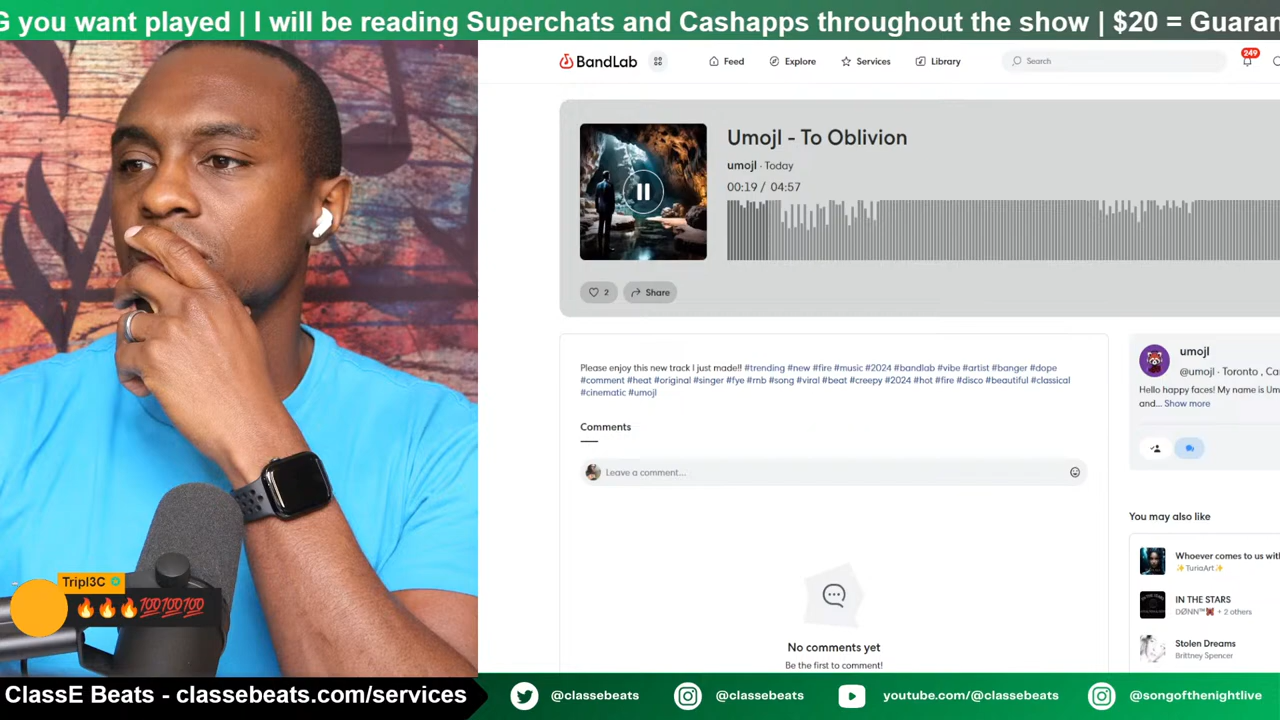 G you want played | I will be reading Superchats and Cashapps throughout the show | $20 = Guaran
BandLab
Feed
Explore
Services
Library
Search
249
Umojl - To Oblivion
umojl · Today
00:19 / 04:57
2
Share
Please enjoy this new track I just made!! #trending #new #fire #music #2024 #bandlab #vibe #artist #banger #dope
#comment #heat #original #singer #fye #rnb #song #viral #beat #creepy #2024 #hot #fire #disco #beautiful #classical
#cinematic #umojl
Comments
Leave a comment...
No comments yet
Be the first to comment!
umojl
@umojl · Toronto , Ca
Hello happy faces! My name is Um
and... Show more
You may also like
Whoever comes to us with
✨TuriaArt✨
IN THE STARS
+ 2 others
Stolen Dreams
Brittney Spencer
Tripl3C
🔥🔥🔥💯💯💯
ClassE Beats - classebeats.com/services
@classebeats
@classebeats
youtube.com/@classebeats
@songofthenightlive